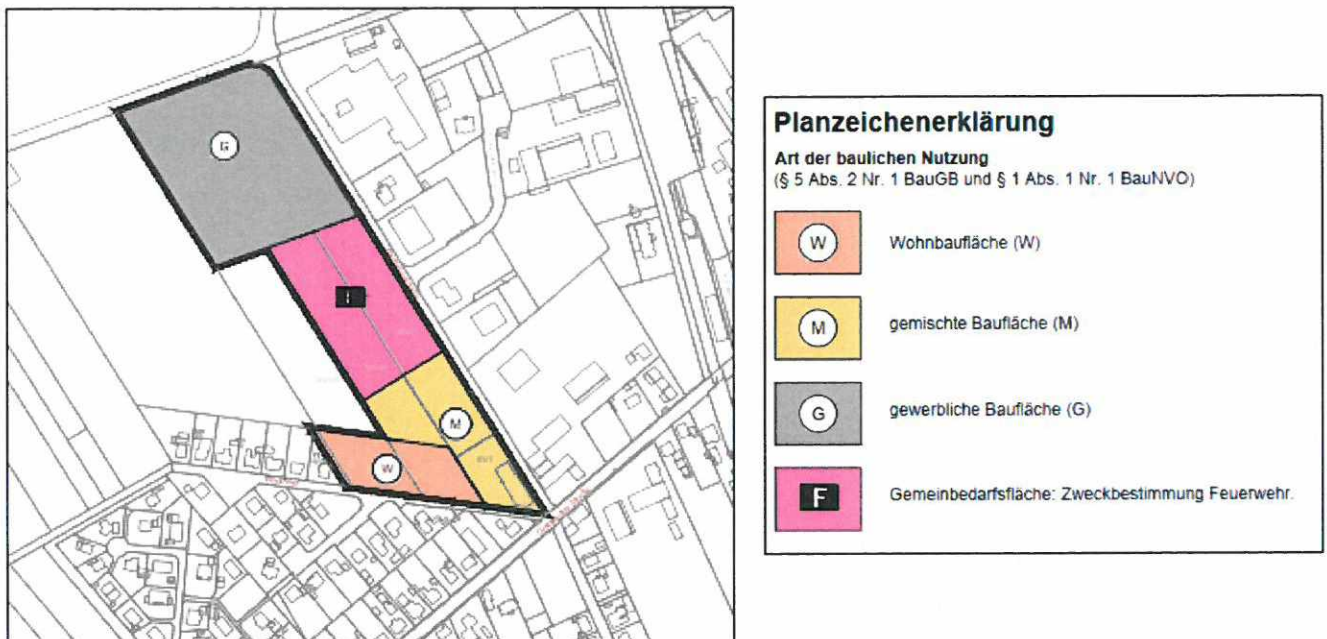 G
M
W
Planzeichenerklärung
Art der baulichen Nutzung
(§ 5 Abs. 2 Nr. 1 BauGB und § 1 Abs. 1 Nr. 1 BauNVO)
W Wohnbaufläche (W)
M gemischte Baufläche (M)
G gewerbliche Baufläche (G)
F Gemeinbedarfsfläche: Zweckbestimmung Feuerwehr.